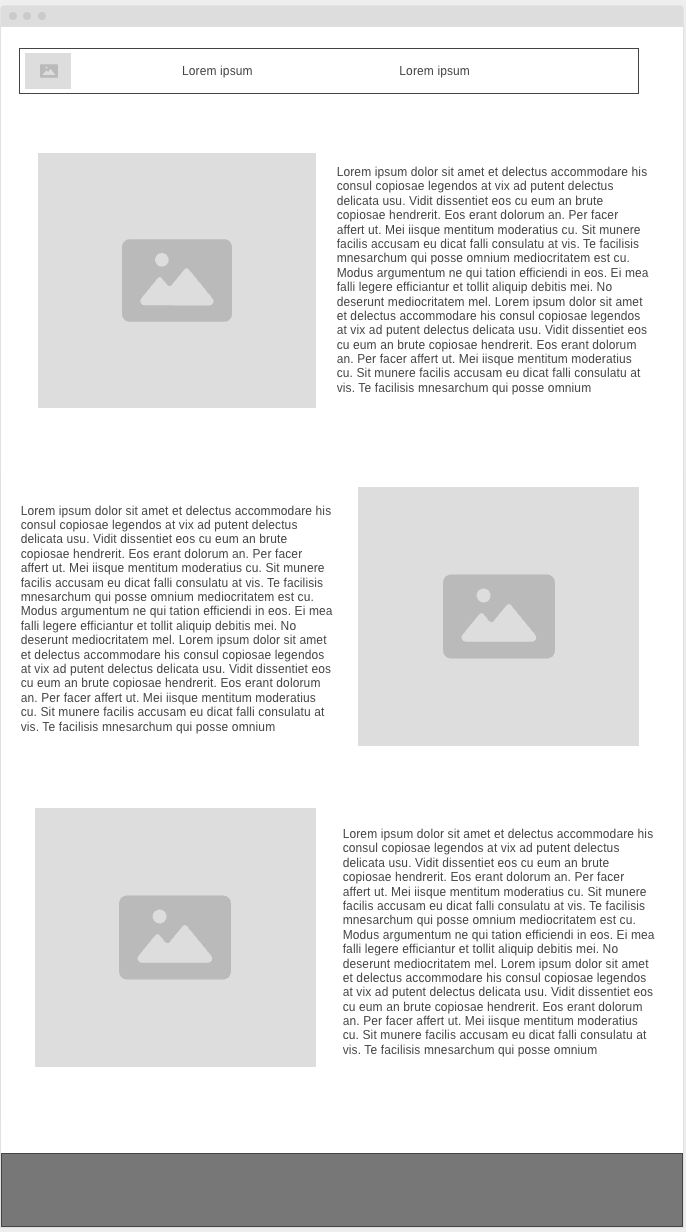 Lorem ipsum
Lorem ipsum
Lorem ipsum dolor sit amet et delectus accommodare his
consul copiosae legendos at vix ad putent delectus
delicata usu. Vidit dissentiet eos cu eum an brute
copiosae hendrerit. Eos erant dolorum an. Per facer
affert ut. Mei iisque mentitum moderatius cu. Sit munere
facilis accusam eu dicat falli consulatu at vis. Te facilisis
mnesarchum qui posse omnium mediocritatem est cu.
Modus argumentum ne qui tation efficiendi in eos. Ei mea
falli legere efficiantur et tollit aliquip debitis mei. No
deserunt mediocritatem mel. Lorem ipsum dolor sit amet
et delectus accommodare his consul copiosae legendos
at vix ad putent delectus delicata usu. Vidit dissentiet eos
cu eum an brute copiosae hendrerit. Eos erant dolorum
an. Per facer affert ut. Mei iisque mentitum moderatius
cu. Sit munere facilis accusam eu dicat falli consulatu at
vis. Te facilisis mnesarchum qui posse omnium
Lorem ipsum dolor sit amet et delectus accommodare his
consul copiosae legendos at vix ad putent delectus
delicata usu. Vidit dissentiet eos cu eum an brute
copiosae hendrerit. Eos erant dolorum an. Per facer
affert ut. Mei iisque mentitum moderatius cu. Sit munere
facilis accusam eu dicat falli consulatu at vis. Te facilisis
mnesarchum qui posse omnium mediocritatem est cu.
Modus argumentum ne qui tation efficiendi in eos. Ei mea
falli legere efficiantur et tollit aliquip debitis mei. No
deserunt mediocritatem mel. Lorem ipsum dolor sit amet
et delectus accommodare his consul copiosae legendos
at vix ad putent delectus delicata usu. Vidit dissentiet eos
cu eum an brute copiosae hendrerit. Eos erant dolorum
an. Per facer affert ut. Mei iisque mentitum moderatius
cu. Sit munere facilis accusam eu dicat falli consulatu at
vis. Te facilisis mnesarchum qui posse omnium
Lorem ipsum dolor sit amet et delectus accommodare his
consul copiosae legendos at vix ad putent delectus
delicata usu. Vidit dissentiet eos cu eum an brute
copiosae hendrerit. Eos erant dolorum an. Per facer
affert ut. Mei iisque mentitum moderatius cu. Sit munere
facilis accusam eu dicat falli consulatu at vis. Te facilisis
mnesarchum qui posse omnium mediocritatem est cu.
Modus argumentum ne qui tation efficiendi in eos. Ei mea
falli legere efficiantur et tollit aliquip debitis mei. No
deserunt mediocritatem mel. Lorem ipsum dolor sit amet
et delectus accommodare his consul copiosae legendos
at vix ad putent delectus delicata usu. Vidit dissentiet eos
cu eum an brute copiosae hendrerit. Eos erant dolorum
an. Per facer affert ut. Mei iisque mentitum moderatius
cu. Sit munere facilis accusam eu dicat falli consulatu at
vis. Te facilisis mnesarchum qui posse omnium